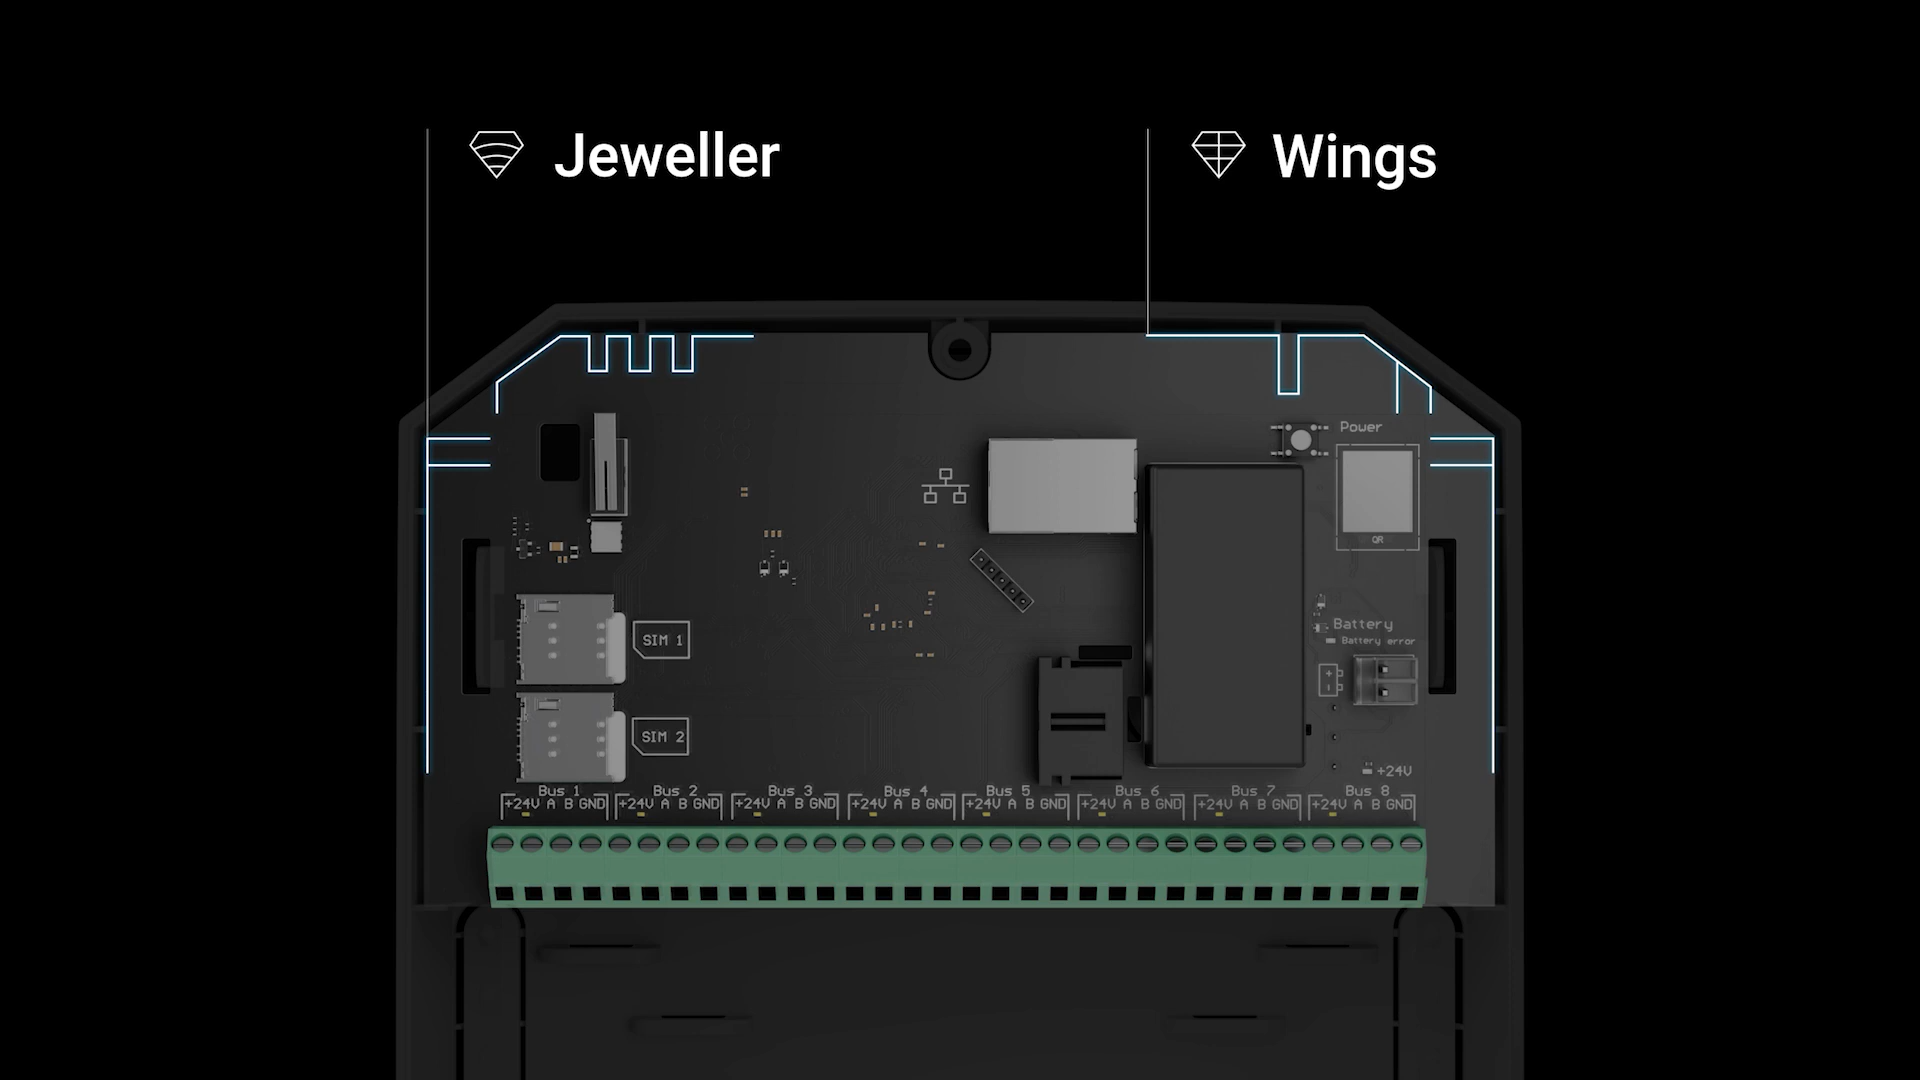 Jeweller
Wings
Power
QR
SIM 1
Battery
Battery error
SIM 2
+24V
Bus 1 Bus 2 Bus 3 Bus 4 Bus 5 Bus 6 Bus 7 Bus 8
+24V A B GND +24V A B GND +24V A B GND +24V A B GND +24V A B GND +24V A B GND +24V A B GND +24V A B GND